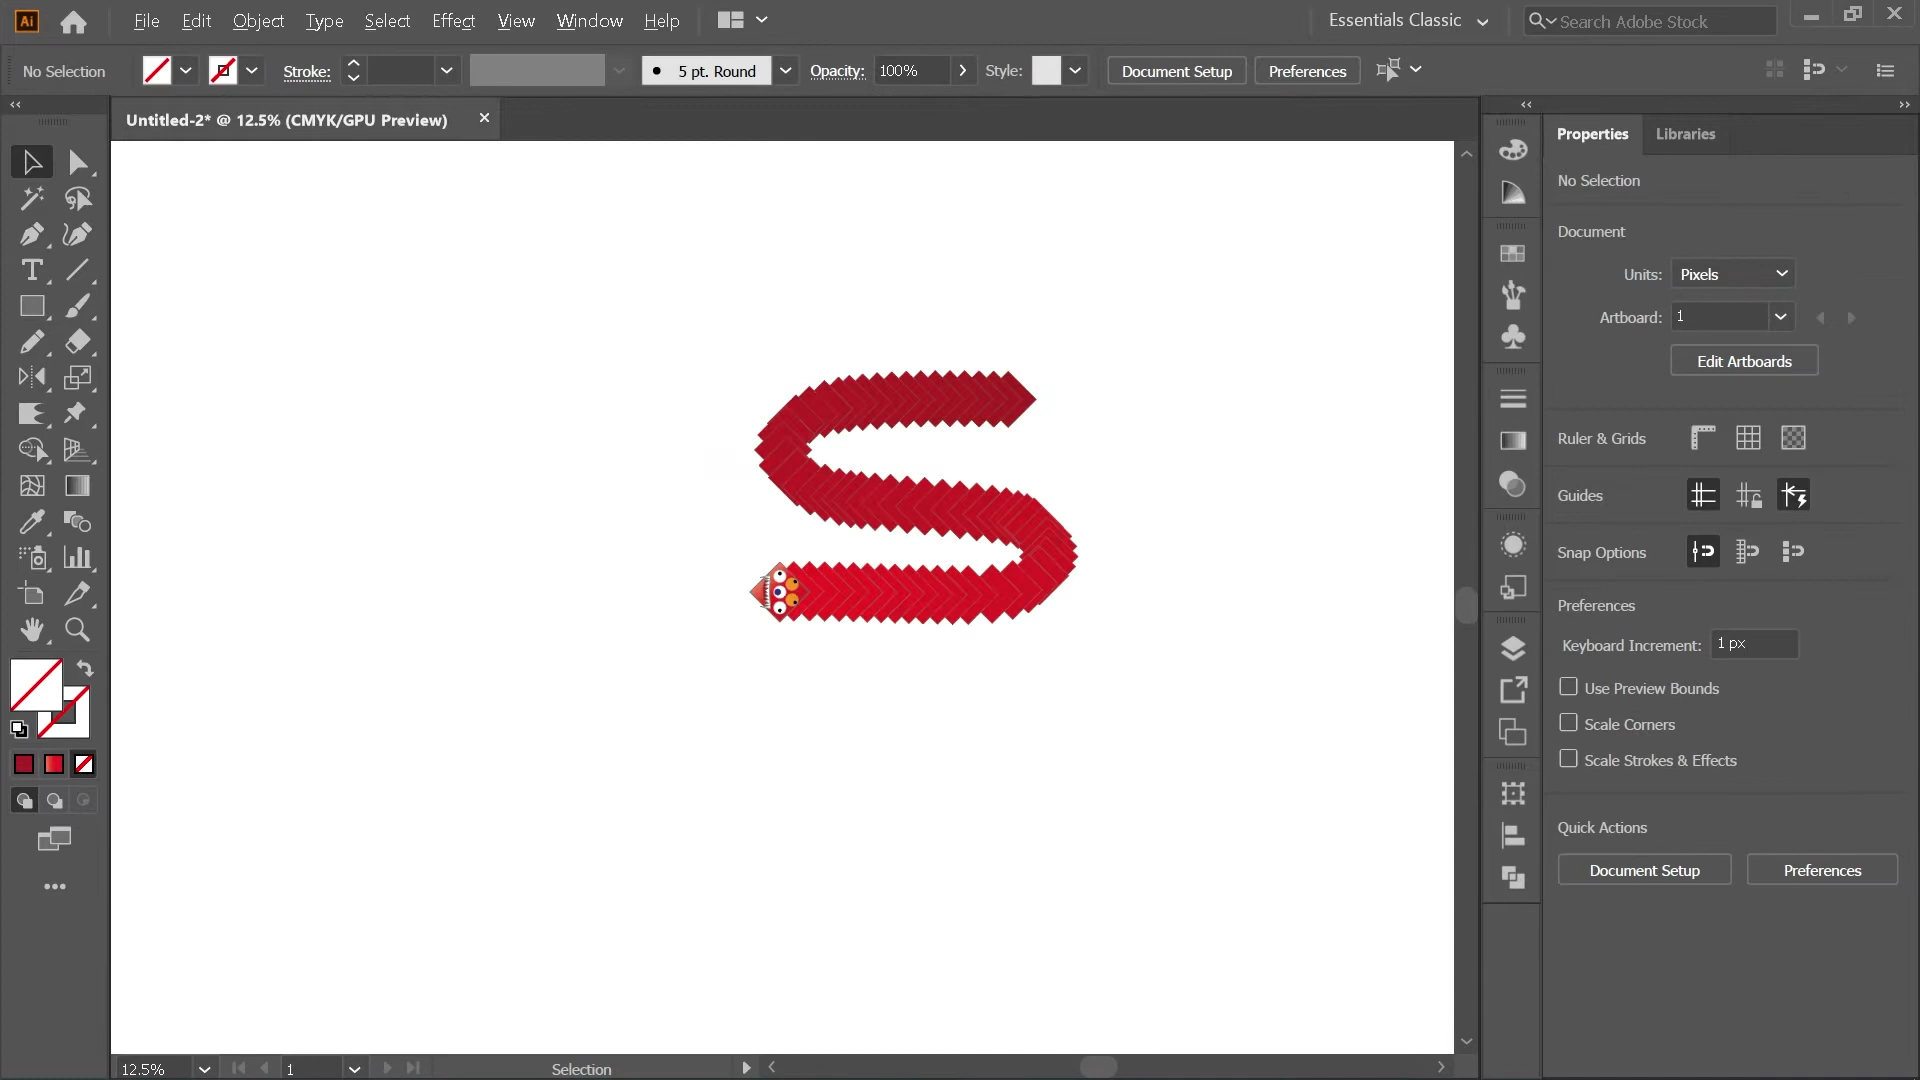 Ai File Edit Object Type Select Effect View Window Help Essentials Classic Search Adobe Stock
No Selection Stroke: 5 pt. Round Opacity: 100% Style: Document Setup Preferences
Untitled-2* @ 12.5% (CMYK/GPU Preview)
Properties Libraries
No Selection
Document
Units: Pixels
Artboard: 1
Edit Artboards
Ruler & Grids
Guides
Snap Options
Preferences
Keyboard Increment: 1 px
Use Preview Bounds
Scale Corners
Scale Strokes & Effects
Quick Actions
Document Setup Preferences
12.5% 1 Selection